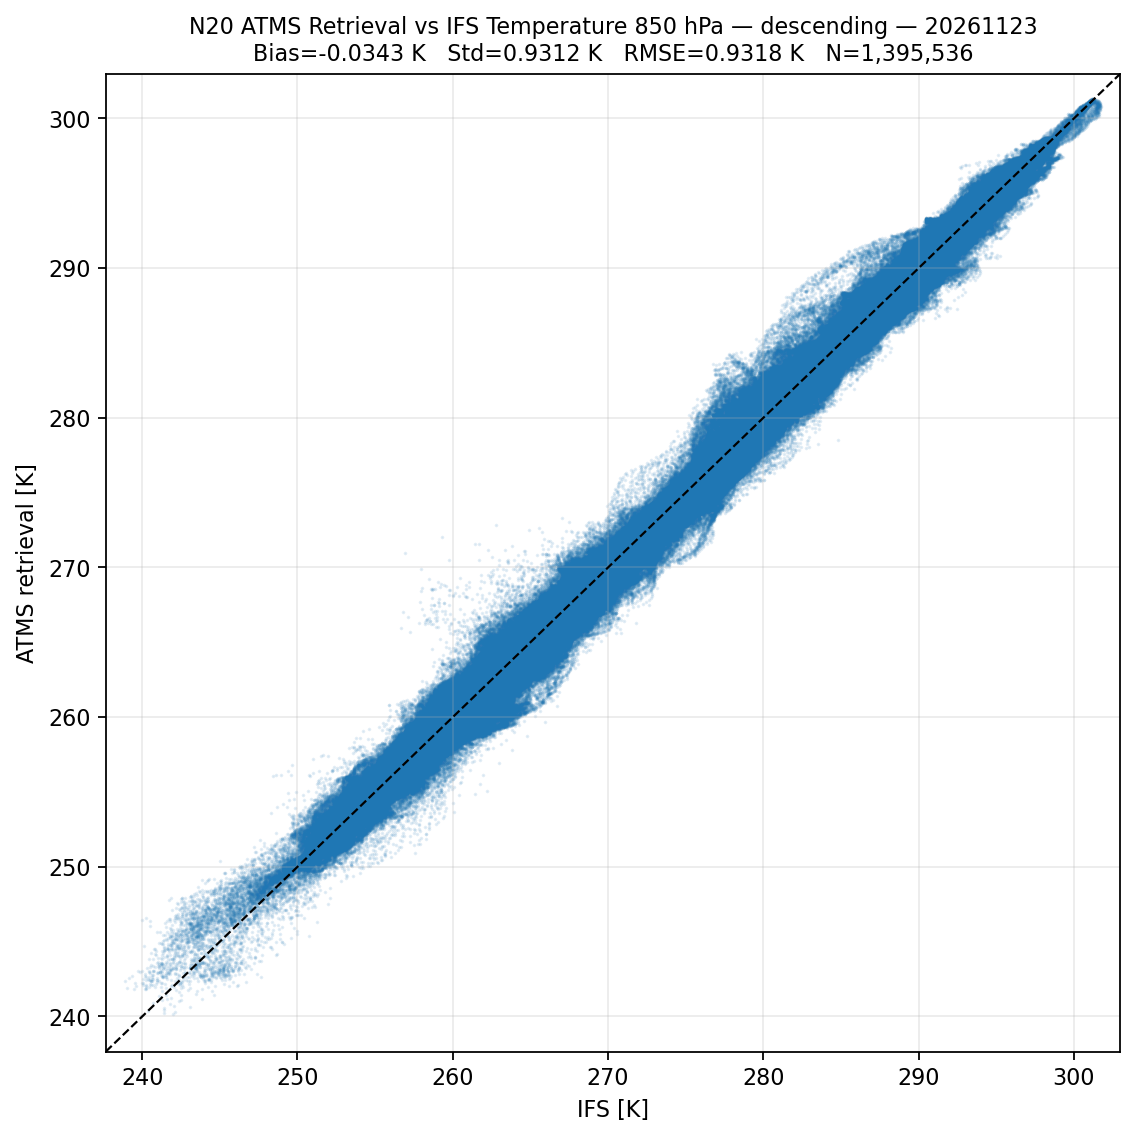 N20 ATMS Retrieval vs IFS Temperature 850 hPa — descending — 20261123
Bias=-0.0343 K   Std=0.9312 K   RMSE=0.9318 K   N=1,395,536
300
290
280
270
260
250
240
ATMS retrieval [K]
240 250 260 270 280 290 300
IFS [K]